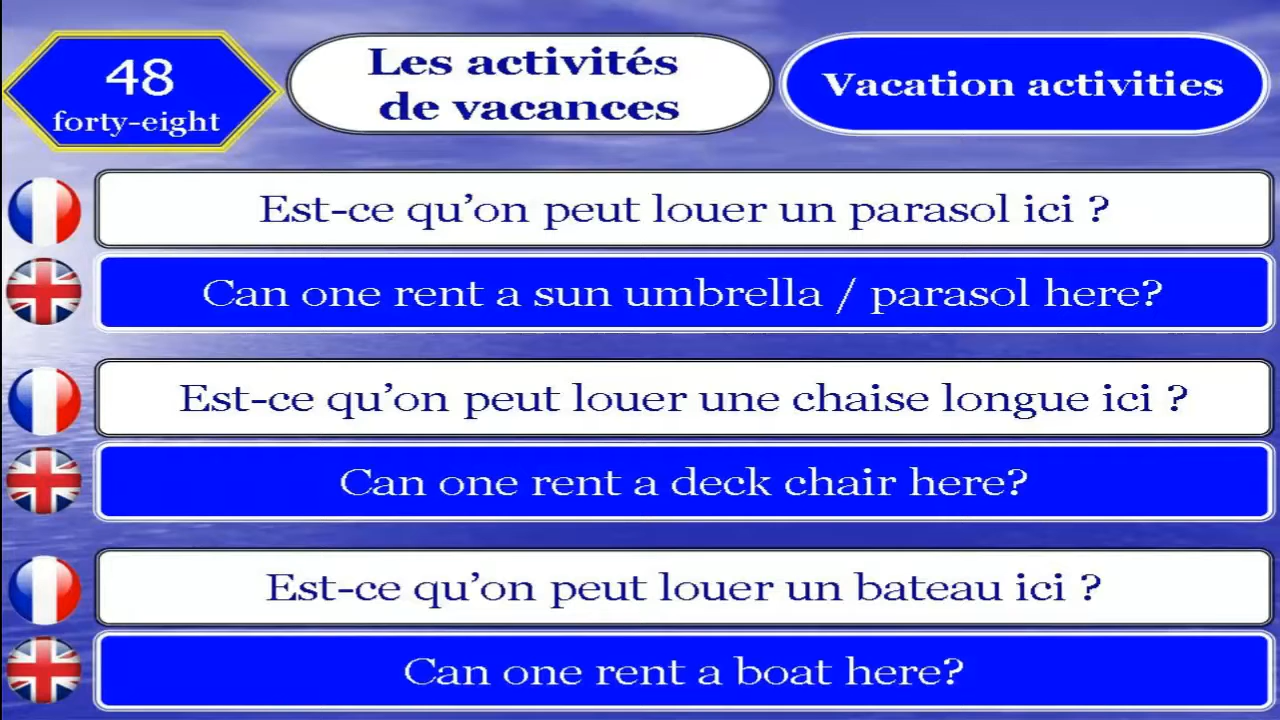 48
forty-eight
Les activités
de vacances
Vacation activities
Est-ce qu’on peut louer un parasol ici ?
Can one rent a sun umbrella / parasol here?
Est-ce qu’on peut louer une chaise longue ici ?
Can one rent a deck chair here?
Est-ce qu’on peut louer un bateau ici ?
Can one rent a boat here?